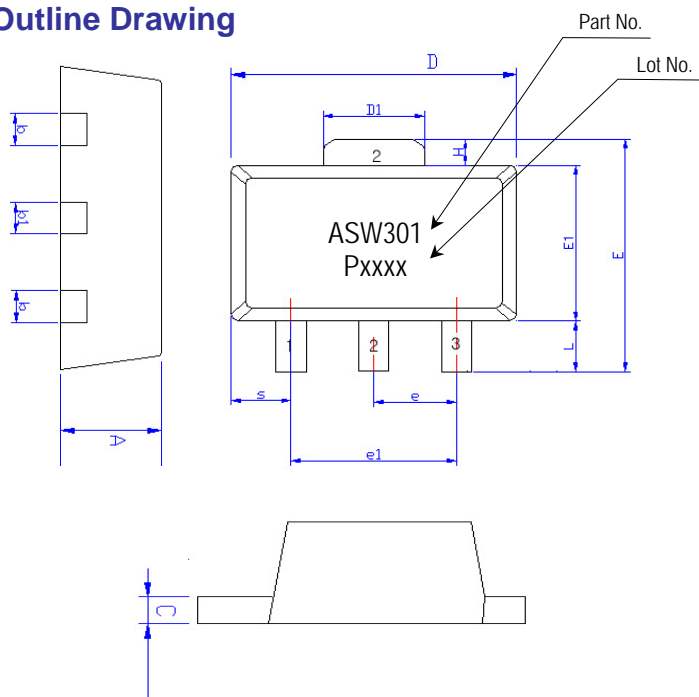 Outline Drawing
Part No.
Lot No.
D
D1
H
2
b
b1
b
ASW301
Pxxxx
E1
E
1
2
3
L
s
e
A
e1
C